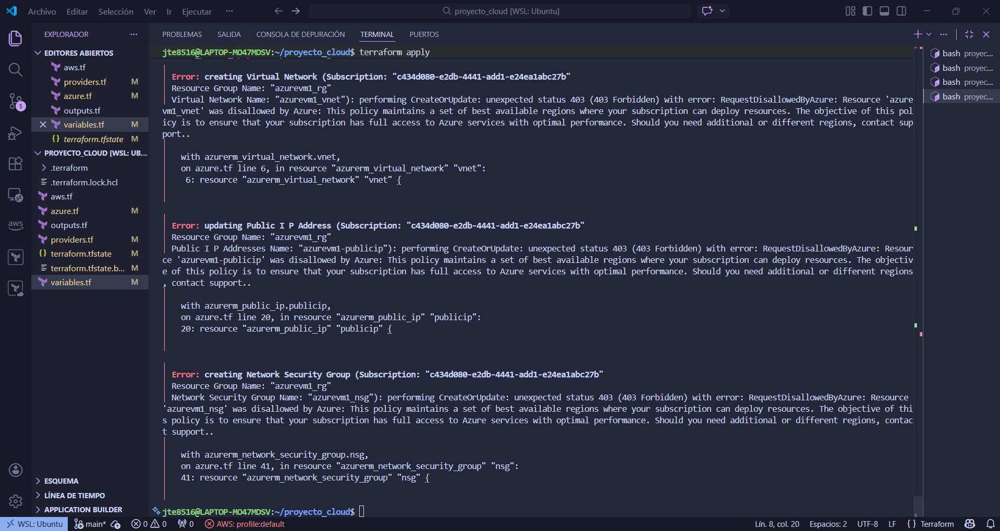 Archivo Editar Selección Ver Ir Ejecutar ···
proyecto_cloud [WSL: Ubuntu]
EXPLORADOR ···
EDITORES ABIERTOS
aws.tf
providers.tf M
azure.tf M
outputs.tf
variables.tf M
{} terraform.tfstate M
PROYECTO_CLOUD [WSL: UB...
.terraform
.terraform.lock.hcl
aws.tf
azure.tf M
outputs.tf
providers.tf M
{} terraform.tfstate M
terraform.tfstate.b... M
variables.tf M
ESQUEMA
LÍNEA DE TIEMPO
APPLICATION BUILDER
5
aws
PROBLEMAS SALIDA CONSOLA DE DEPURACIÓN TERMINAL PUERTOS
jte8516@LAPTOP-MO47MDSV:~/proyecto_cloud$ terraform apply
Error: creating Virtual Network (Subscription: "c434d080-e2db-4441-add1-e24ea1abc27b"
Resource Group Name: "azurevm1_rg"
Virtual Network Name: "azurevm1_vnet"): performing CreateOrUpdate: unexpected status 403 (403 Forbidden) with error: RequestDisallowedByAzure: Resource 'azure
vm1_vnet' was disallowed by Azure: This policy maintains a set of best available regions where your subscription can deploy resources. The objective of this pol
icy is to ensure that your subscription has full access to Azure services with optimal performance. Should you need additional or different regions, contact sup
port..
with azurerm_virtual_network.vnet,
on azure.tf line 6, in resource "azurerm_virtual_network" "vnet":
6: resource "azurerm_virtual_network" "vnet" {
Error: updating Public I P Address (Subscription: "c434d080-e2db-4441-add1-e24ea1abc27b"
Resource Group Name: "azurevm1_rg"
Public I P Addresses Name: "azurevm1-publicip"): performing CreateOrUpdate: unexpected status 403 (403 Forbidden) with error: RequestDisallowedByAzure: Resour
ce 'azurevm1-publicip' was disallowed by Azure: This policy maintains a set of best available regions where your subscription can deploy resources. The objectiv
e of this policy is to ensure that your subscription has full access to Azure services with optimal performance. Should you need additional or different regions
, contact support..
with azurerm_public_ip.publicip,
on azure.tf line 20, in resource "azurerm_public_ip" "publicip":
20: resource "azurerm_public_ip" "publicip" {
Error: creating Network Security Group (Subscription: "c434d080-e2db-4441-add1-e24ea1abc27b"
Resource Group Name: "azurevm1_rg"
Network Security Group Name: "azurevm1_nsg"): performing CreateOrUpdate: unexpected status 403 (403 Forbidden) with error: RequestDisallowedByAzure: Resource
'azurevm1_nsg' was disallowed by Azure: This policy maintains a set of best available regions where your subscription can deploy resources. The objective of thi
s policy is to ensure that your subscription has full access to Azure services with optimal performance. Should you need additional or different regions, contac
t support..
with azurerm_network_security_group.nsg,
on azure.tf line 41, in resource "azurerm_network_security_group" "nsg":
41: resource "azurerm_network_security_group" "nsg" {
jte8516@LAPTOP-MO47MDSV:~/proyecto_cloud$
bash proyec...
bash proyec...
bash proyec...
bash proyec...
WSL: Ubuntu main* 0 0 0 AWS: profile:default
Lín. 8, col. 20 Espacios: 2 UTF-8 LF {} Terraform